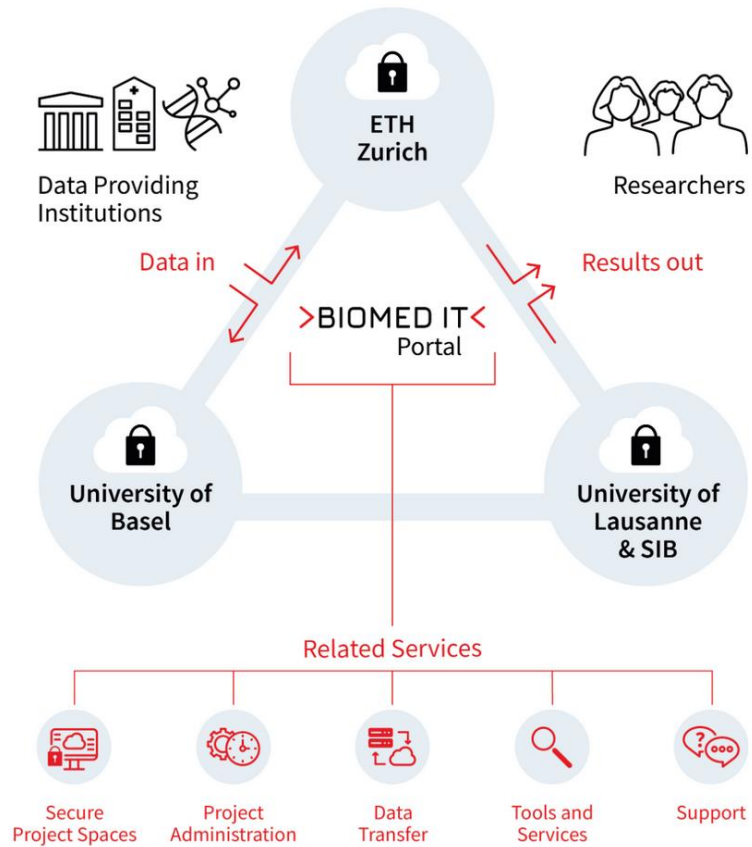 ETH
Zurich
Data Providing
Institutions
Researchers
Data in
Results out
>BIOMED IT<
Portal
University of
Basel
University of
Lausanne
& SIB
Related Services
Secure
Project Spaces
Project
Administration
Data
Transfer
Tools and
Services
Support